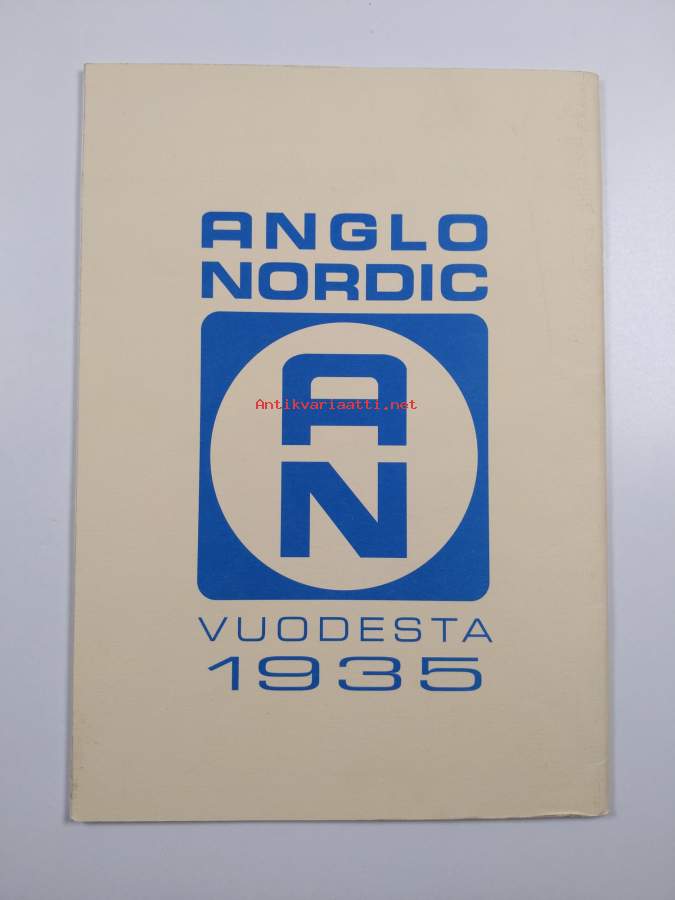 ANGLO
NORDIC
A
Antikvariaatti.net
N
VUODESTA
1935